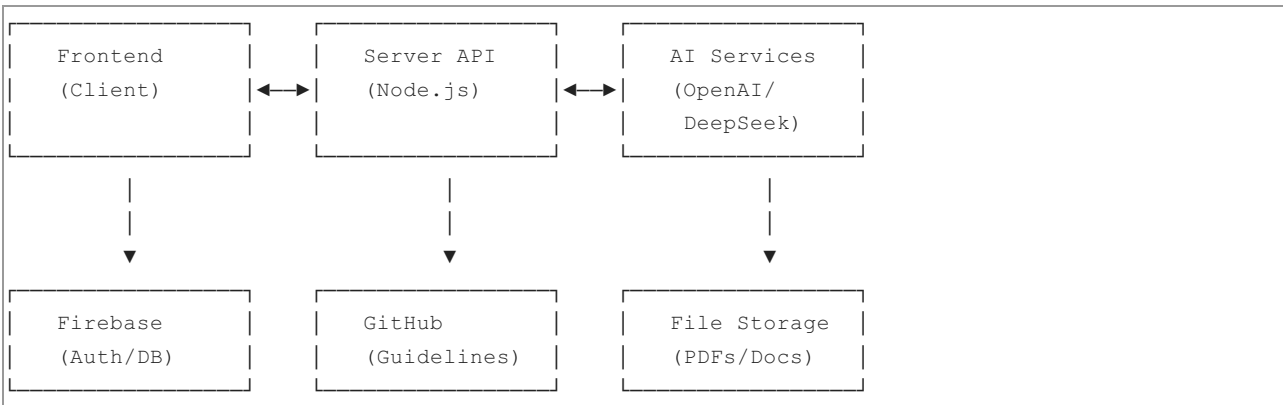 Frontend Server API AI Services
(Client) (Node.js) (OpenAI/
DeepSeek)
Firebase GitHub File Storage
(Auth/DB) (Guidelines) (PDFs/Docs)